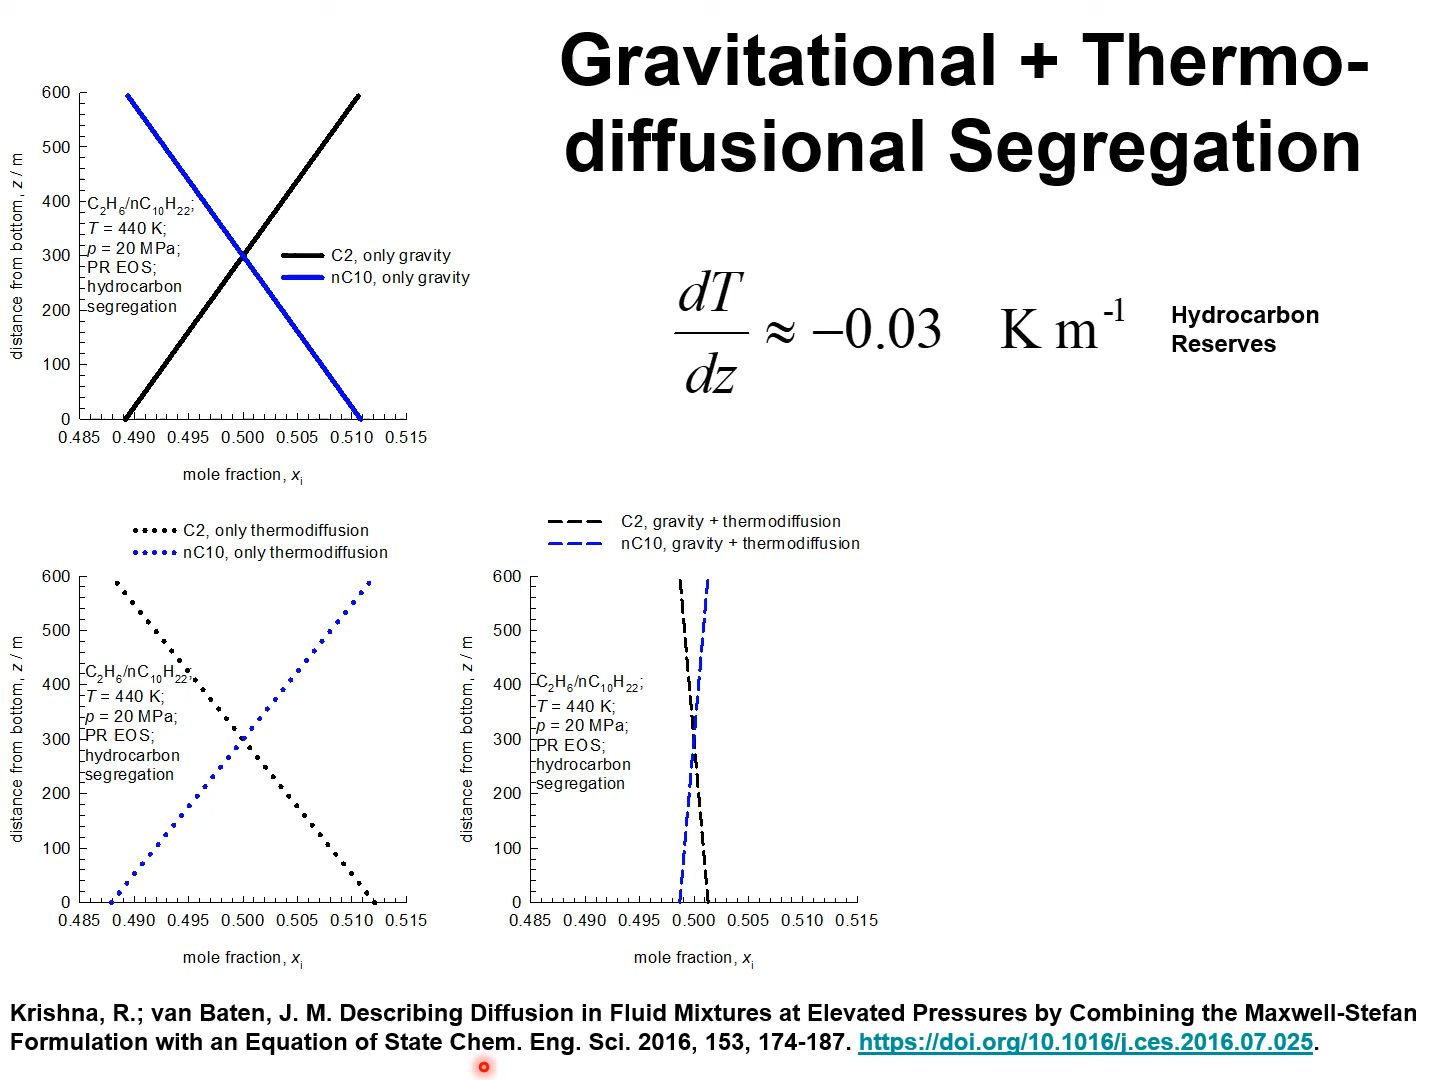 Gravitational + Thermo-
diffusional Segregation
600
500
400
300
200
100
0
distance from bottom, z / m
C2H6/nC10H22;
T = 440 K;
p = 20 MPa;
PR EOS;
hydrocarbon
segregation
C2, only gravity
nC10, only gravity
0.485 0.490 0.495 0.500 0.505 0.510 0.515
mole fraction, xi
dT/dz ≈ −0.03 K m-1
Hydrocarbon
Reserves
C2, only thermodiffusion
nC10, only thermodiffusion
600
500
400
300
200
100
0
distance from bottom, z / m
C2H6/nC10H22;
T = 440 K;
p = 20 MPa;
PR EOS;
hydrocarbon
segregation
0.485 0.490 0.495 0.500 0.505 0.510 0.515
mole fraction, xi
C2, gravity + thermodiffusion
nC10, gravity + thermodiffusion
600
500
400
300
200
100
0
distance from bottom, z / m
C2H6/nC10H22;
T = 440 K;
p = 20 MPa;
PR EOS;
hydrocarbon
segregation
0.485 0.490 0.495 0.500 0.505 0.510 0.515
mole fraction, xi
Krishna, R.; van Baten, J. M. Describing Diffusion in Fluid Mixtures at Elevated Pressures by Combining the Maxwell-Stefan
Formulation with an Equation of State Chem. Eng. Sci. 2016, 153, 174-187. https://doi.org/10.1016/j.ces.2016.07.025.